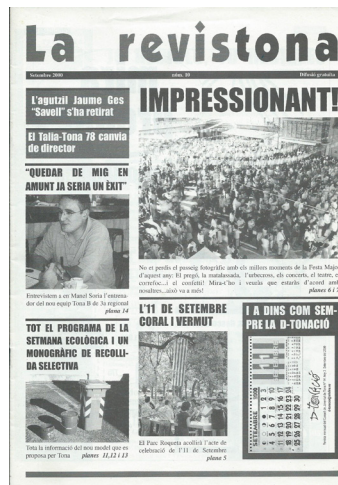 La revistona
Setembre 2000 núm. 10 Difusió gratuïta
L'agutzil Jaume Ges
"Savell" s'ha retirat
El Talia-Tona 78 canvia
de director
"QUEDAR DE MIG EN
AMUNT JA SERIA UN ÈXIT"
Entrevistem a en Manel Soria l'entrena-
dor del nou equip Tona B de 3a regional
plana 14
TOT EL PROGRAMA DE LA
SETMANA ECOLÒGICA I UN
MONOGRÀFIC DE RECOLLI-
DA SELECTIVA
Tota la informació del nou model que es
proposa per Tona planes 11,12 i 13
IMPRESSIONANT!
No et perdis el passeig fotogràfic amb els millors moments de la Festa Major
d'aquest any: El pregó, la matalassada, l'urbecros, els concerts, el teatre, el
correfoc...i el confetti! Mira-t'ho i veuràs que estaràs d'acord amb
nosaltres,..això va a més! planes 6 i
L'11 DE SETEMBRE
CORAL I VERMUT
El Parc Roqueta acollirà l'acte de
celebració de l'11 de Setembre
plana 5
I A DINS COM SEM-
PRE LA D-TONACIÓ
SETEMBRE
D-TONACIÓ